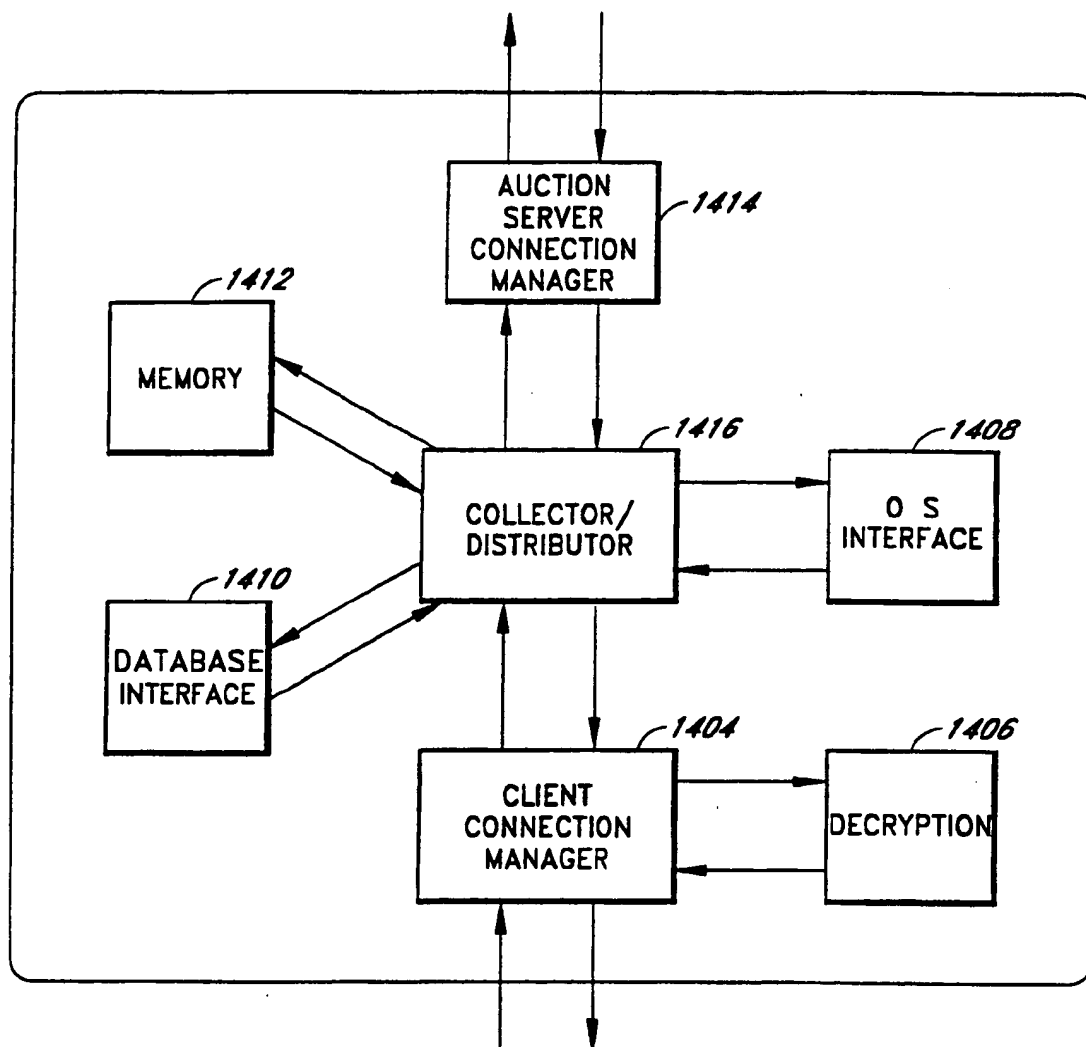 AUCTION
SERVER
CONNECTION
MANAGER
1414
1412
MEMORY
1416
COLLECTOR/
DISTRIBUTOR
1408
O S
INTERFACE
1410
DATABASE
INTERFACE
1404
CLIENT
CONNECTION
MANAGER
1406
DECRYPTION